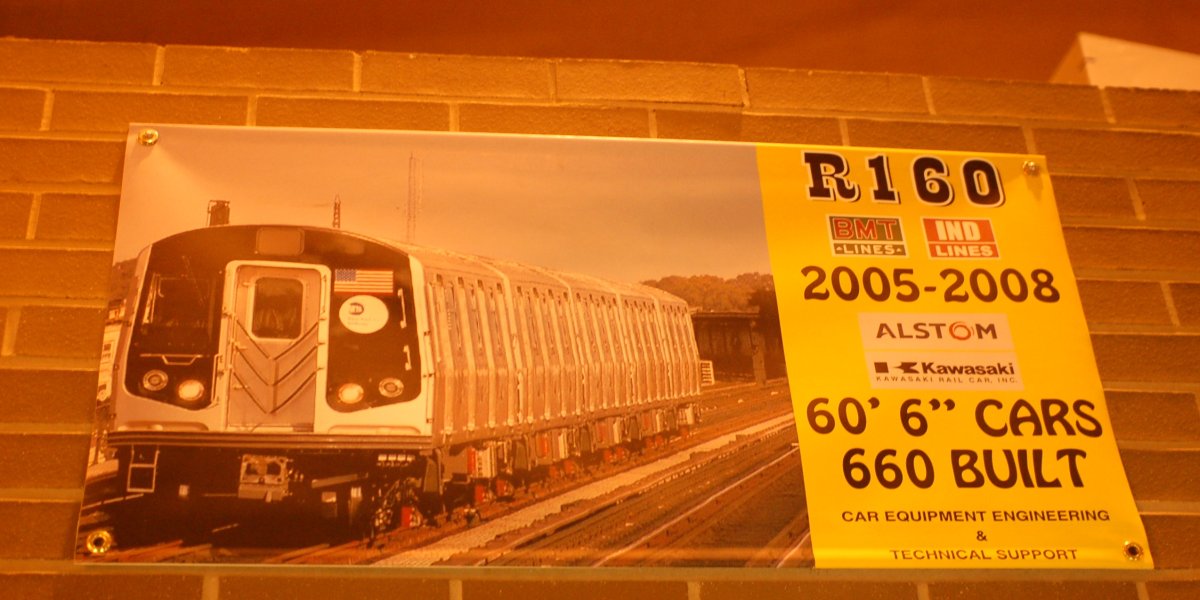 R160
BMT
LINES
IND
LINES
2005-2008
ALSTOM
Kawasaki
KAWASAKI RAIL CAR, INC.
60' 6" CARS
660 BUILT
CAR EQUIPMENT ENGINEERING
&
TECHNICAL SUPPORT